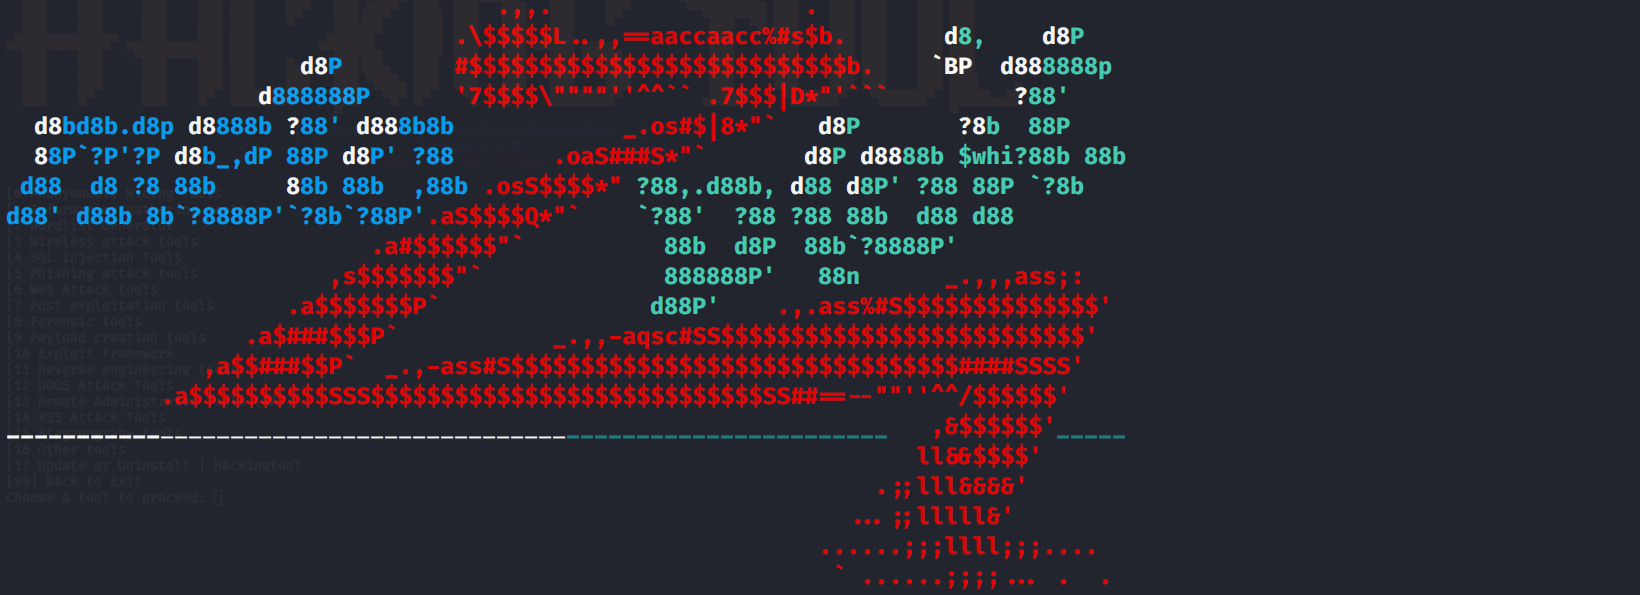 .,,.                  .
.\$$$$$L..,,==aaccaacc%#s$b.       d8,    d8P
d8P        #$$$$$$$$$$$$$$$$$$$$$$$$$$$b.    `BP  d888888p
d888888P      '7$$$$\""""''^^`` .7$$$|D*"'```         ?88'
d8bd8b.d8p d8888b ?88' d888b8b            _.os#$|8*"`   d8P       ?8b  88P
88P`?P'?P d8b_,dP 88P d8P' ?88       .oaS###S*"`       d8P d8888b $whi?88b 88b
d88  d8 ?8 88b     88b 88b  ,88b .osS$$$$*" ?88,.d88b, d88 d8P' ?88 88P `?8b
d88' d88b 8b`?8888P'`?8b`?88P'.aS$$$$Q*"`    `?88'  ?88 ?88 88b  d88 d88
.a#$$$$$$"`          88b  d8P  88b`?8888P'
,s$$$$$$$"`             888888P'   88n      _.,,,ass;:
.a$$$$$$$P`               d88P'    .,.ass%#S$$$$$$$$$$$$$$'
.a$###$$$P`           _.,,-aqsc#SS$$$$$$$$$$$$$$$$$$$$$$$$$$'
,a$$###$$P`  _.,-ass#S$$$$$$$$$$$$$$$$$$$$$$$$$$$$$$$$####SSSS'
.a$$$$$$$$$$SSS$$$$$$$$$$$$$$$$$$$$$$$$$$$$SS##==--""''^^/$$$$$$'
,&$$$$$$'
ll&&$$$$'
.;;lll&&&&'
...;;lllll&'
......;;;llll;;;....
` ......;;;;... .  .
[3 Wireless attack tools
[4 SQL Injection Tools
[5 Phishing attack tools
[6 Web Attack tools
[7 Post exploitation tools
[8 Forensic tools
[9 Payload creation tools
[10 Exploit framework
[11 Reverse engineering
[12 DDOS Attack Tools
[13 Remote Adminis
[14 XSS Attack Tools
[16 Other tools
[17 Update or Uninstall | Hackingtool
[99] Back to Exit
Choose a tool to proceed: